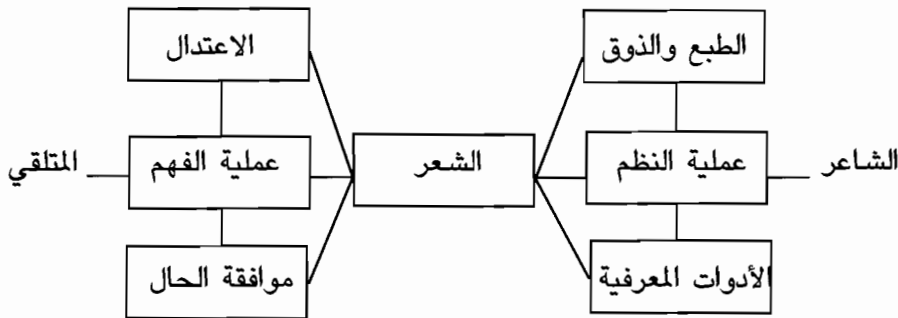 الطبع والذوق
الاعتدال
الشاعر
عملية النظم
الشعر
عملية الفهم
المتلقي
الأدوات المعرفية
موافقة الحال